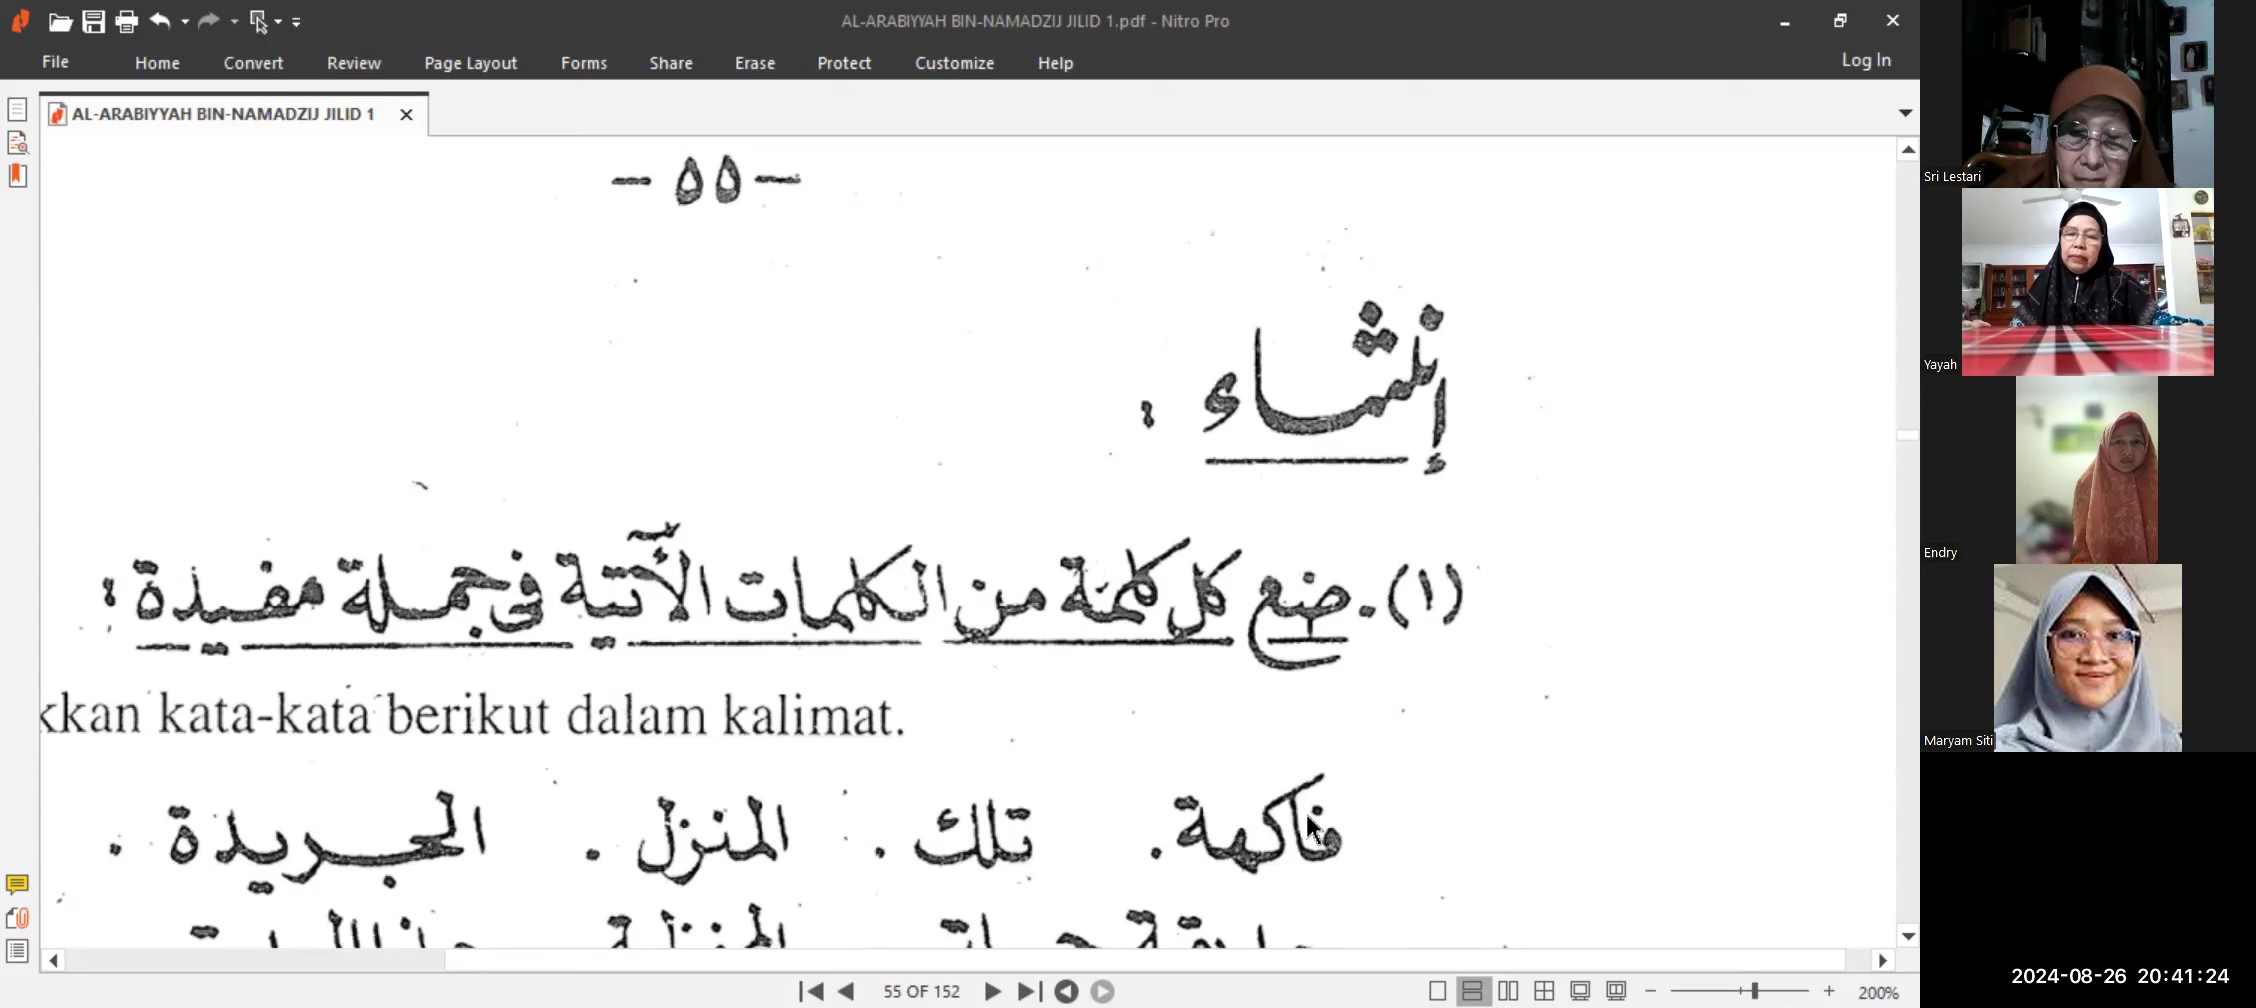 AL-ARABIYYAH BIN-NAMADZIJ JILID 1.pdf - Nitro Pro
File Home Convert Review Page Layout Forms Share Erase Protect Customize Help Log In
AL-ARABIYYAH BIN-NAMADZIJ JILID 1
- ٥٥ -
إنشاء :
(١). ضع كل كلمة من الكلمات الآتية في جملة مفيدة :
kkan kata-kata berikut dalam kalimat.
فاكهة . تلك . المنزل . الجريدة .
55 OF 152
200%
Sri Lestari
Yayah
Endry
Maryam Siti
2024-08-26 20:41:24